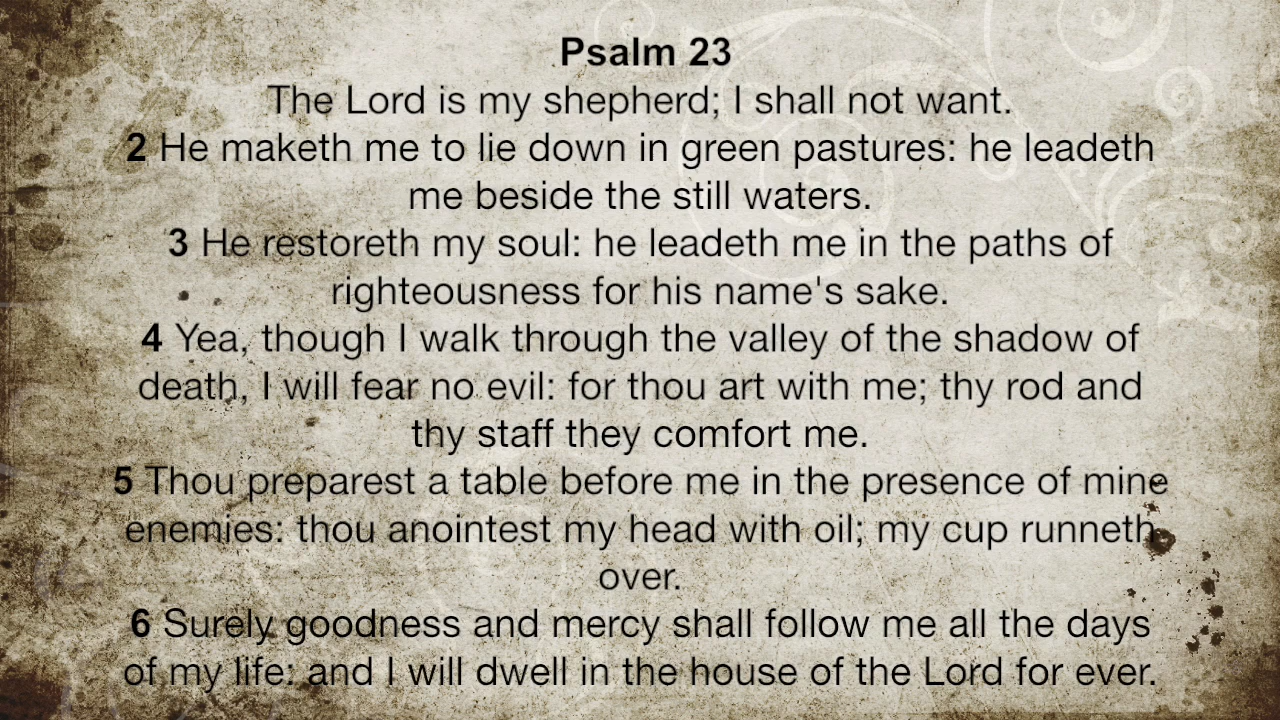 Psalm 23
The Lord is my shepherd; I shall not want.
2 He maketh me to lie down in green pastures: he leadeth
me beside the still waters.
3 He restoreth my soul: he leadeth me in the paths of
righteousness for his name's sake.
4 Yea, though I walk through the valley of the shadow of
death, I will fear no evil: for thou art with me; thy rod and
thy staff they comfort me.
5 Thou preparest a table before me in the presence of mine
enemies: thou anointest my head with oil; my cup runneth
over.
6 Surely goodness and mercy shall follow me all the days
of my life: and I will dwell in the house of the Lord for ever.